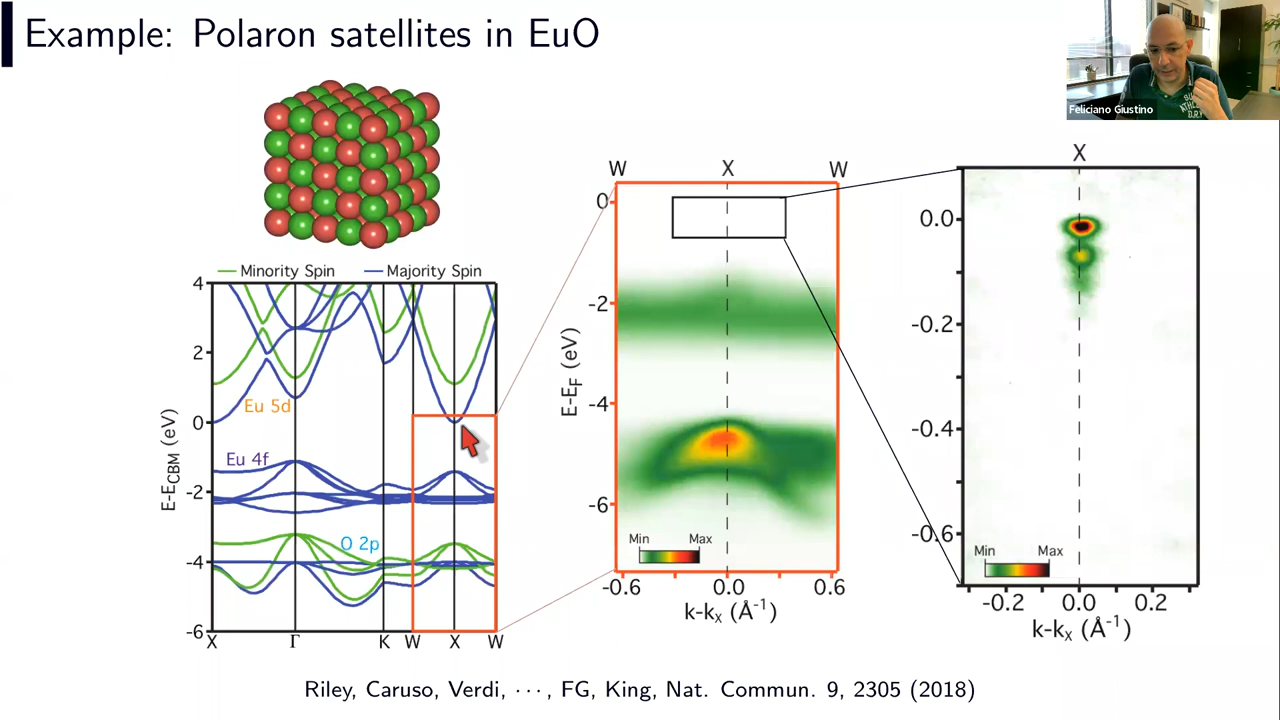 Example: Polaron satellites in EuO
Feliciano Giustino
SU
ATHL
D.R.
Minority Spin
Majority Spin
4
2
0
-2
-4
-6
E-E_CBM (eV)
Eu 5d
Eu 4f
O 2p
X
Γ
K
W
X
W
W
X
W
0
-2
-4
-6
E-E_F (eV)
Min
Max
-0.6
0.0
0.6
k-k_x (Å⁻¹)
X
0.0
-0.2
-0.4
-0.6
Min
Max
-0.2
0.0
0.2
k-k_x (Å⁻¹)
Riley, Caruso, Verdi, ··· , FG, King, Nat. Commun. 9, 2305 (2018)